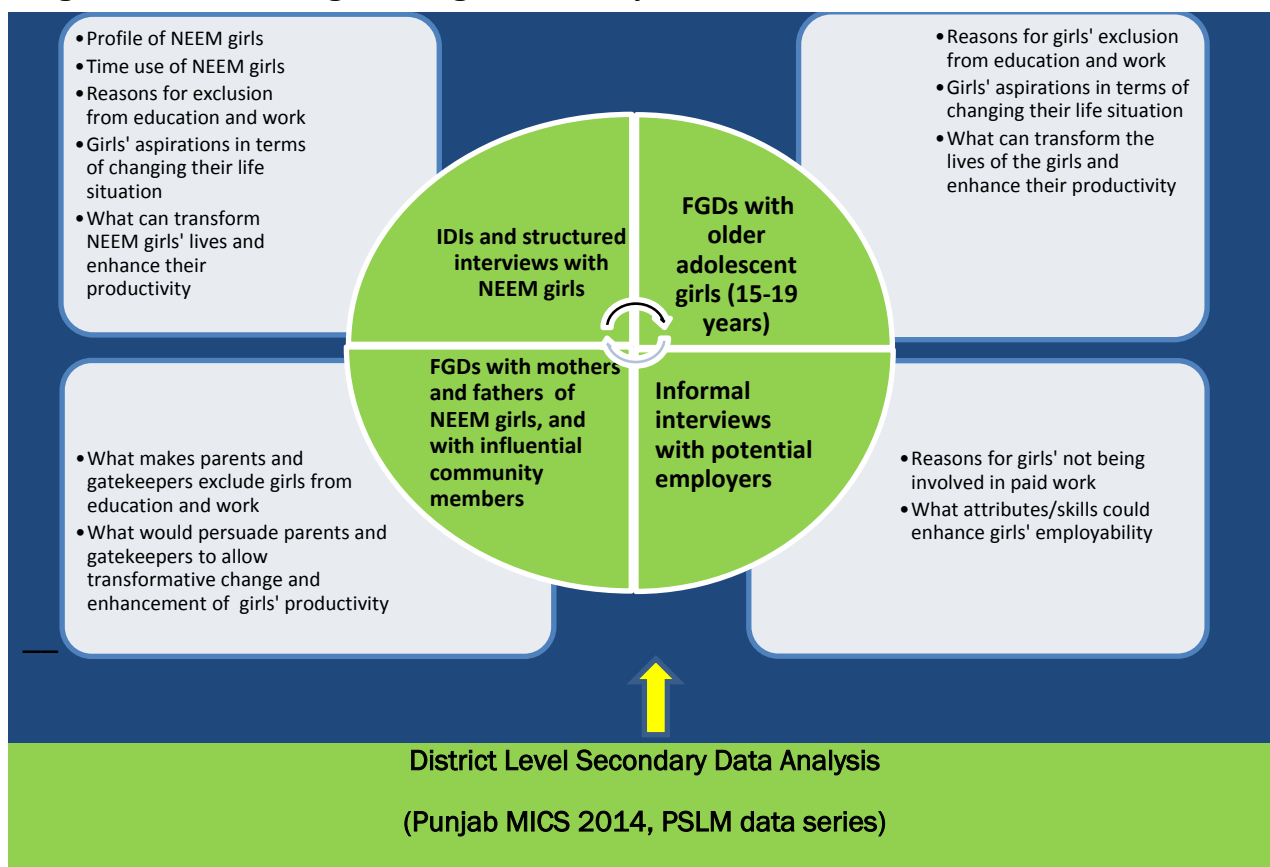 • Profile of NEEM girls
• Time use of NEEM girls
• Reasons for exclusion
from education and work
• Girls' aspirations in terms
of changing their life
situation
• What can transform
NEEM girls' lives and
enhance their
productivity
• Reasons for girls' exclusion
from education and work
• Girls' aspirations in terms of
changing their life situation
• What can transform the
lives of the girls and
enhance their productivity
IDIs and structured
interviews with
NEEM girls
FGDs with
older
adolescent
girls (15-19
years)
FGDs with mothers
and fathers of
NEEM girls, and
with influential
community
members
Informal
interviews
with potential
employers
• What makes parents and
gatekeepers exclude girls from
education and work
• What would persuade parents and
gatekeepers to allow
transformative change and
enhancement of girls' productivity
• Reasons for girls' not being
involved in paid work
• What attributes/skills could
enhance girls' employability
District Level Secondary Data Analysis
(Punjab MICS 2014, PSLM data series)